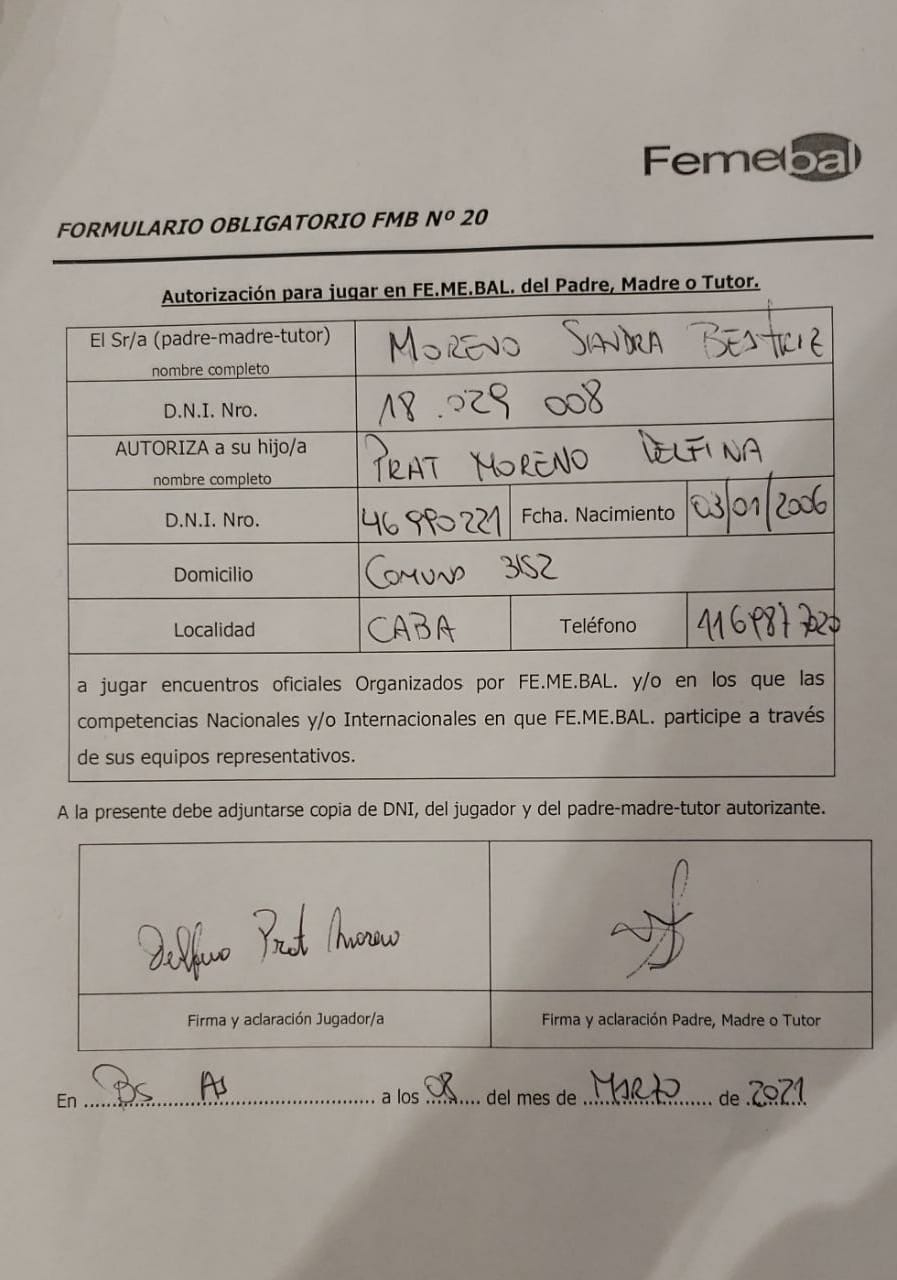 Femebal
FORMULARIO OBLIGATORIO FMB Nº 20
Autorización para jugar en FE.ME.BAL. del Padre, Madre o Tutor.
El Sr/a (padre-madre-tutor) nombre completo MORENO SANDRA BEATRIZ
D.N.I. Nro. 18.029 008
AUTORIZA a su hijo/a nombre completo PRAT MORENO DELFINA
D.N.I. Nro. 46990221 Fcha. Nacimiento 03/01/2006
Domicilio 3152
Localidad CABA Teléfono
a jugar encuentros oficiales Organizados por FE.ME.BAL. y/o en los que las
competencias Nacionales y/o Internacionales en que FE.ME.BAL. participe a través
de sus equipos representativos.
A la presente debe adjuntarse copia de DNI, del jugador y del padre-madre-tutor autorizante.
Delfina Prat Moreno
Firma y aclaración Jugador/a Firma y aclaración Padre, Madre o Tutor
En Bs As a los 08 del mes de Marzo de 2021